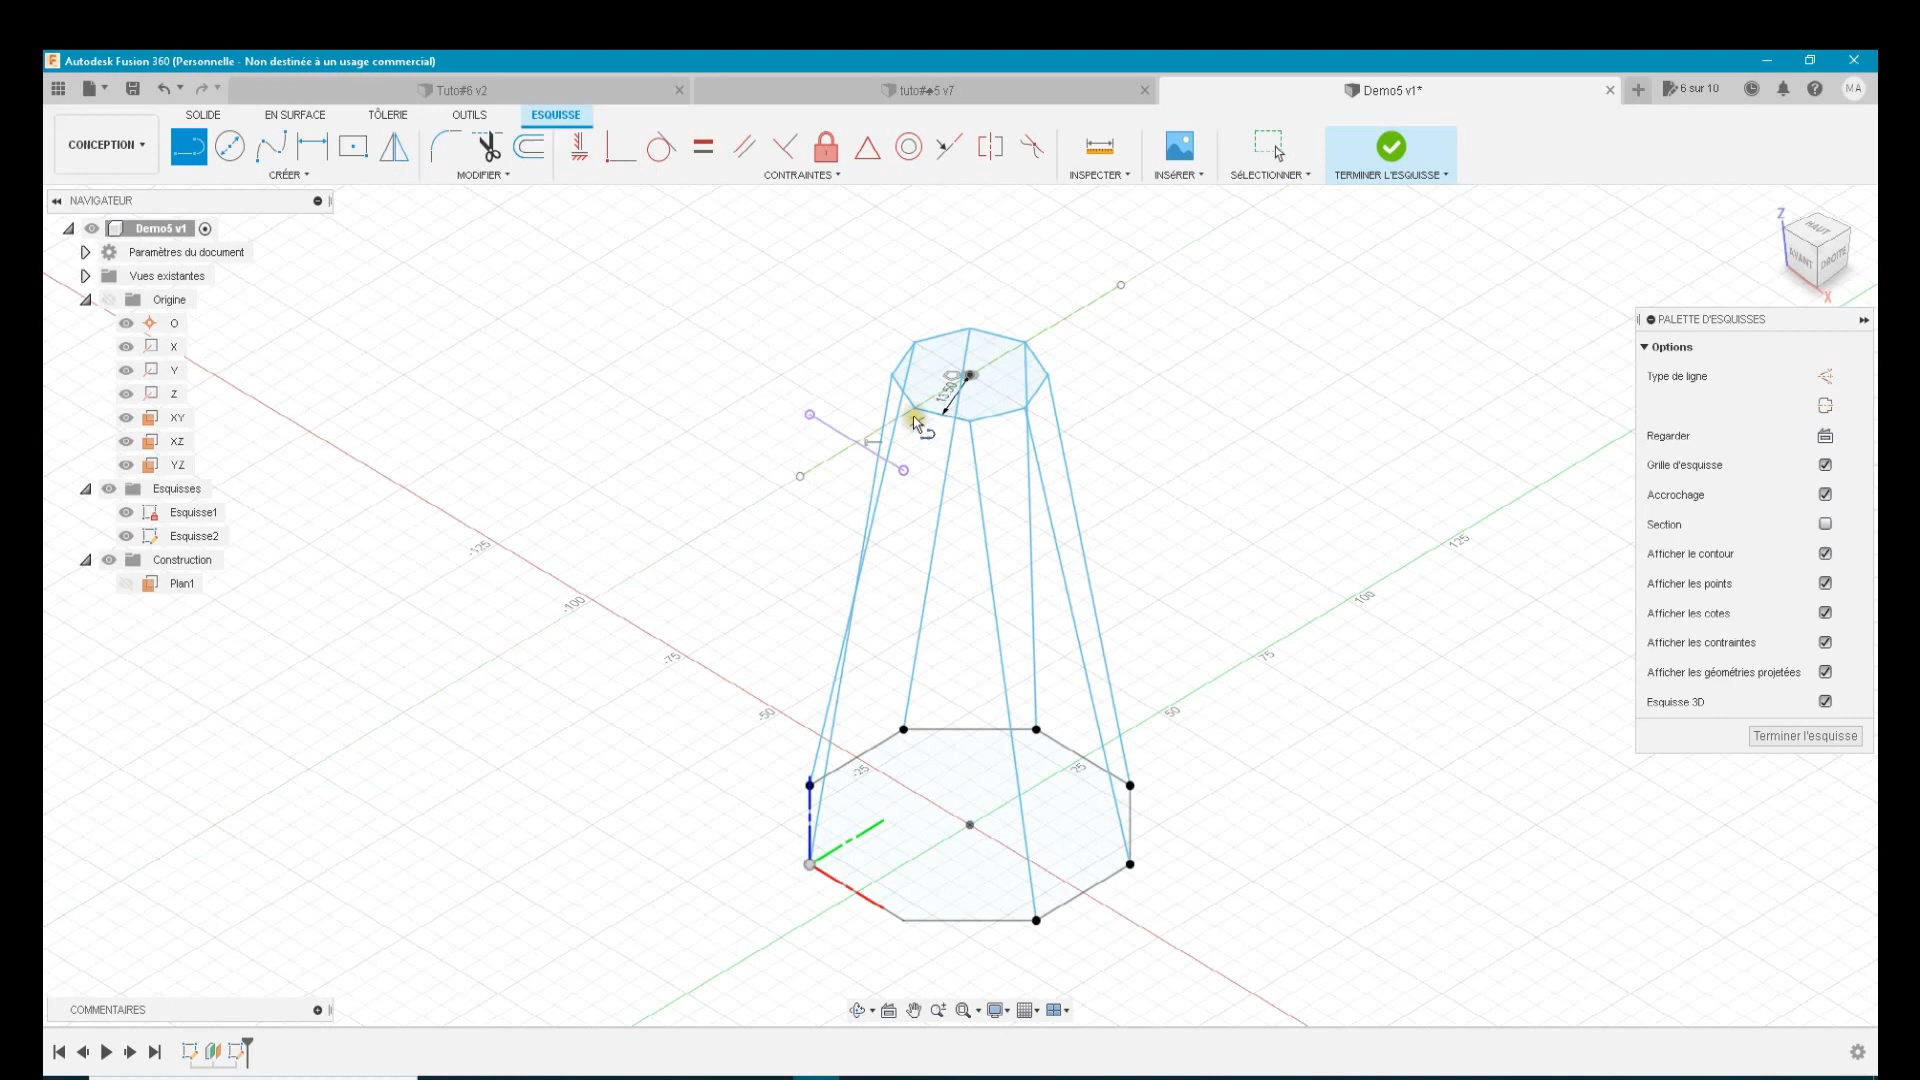 Autodesk Fusion 360 (Personnelle - Non destinée à un usage commercial)
Tuto#6 v2
tuto#♣5 v7
Demo5 v1*
6 sur 10
MA
SOLIDE
EN SURFACE
TÔLERIE
OUTILS
ESQUISSE
CONCEPTION
CRÉER
MODIFIER
CONTRAINTES
INSPECTER
INSéRER
SéLECTIONNER
TERMINER L'ESQUISSE
NAVIGATEUR
Demo5 v1
Paramètres du document
Vues existantes
Origine
O
X
Y
Z
XY
XZ
YZ
Esquisses
Esquisse1
Esquisse2
Construction
Plan1
Z
HAUT
AVANT
DROITE
X
PALETTE D'ESQUISSES
Options
Type de ligne
Regarder
Grille d'esquisse
Accrochage
Section
Afficher le contour
Afficher les points
Afficher les cotes
Afficher les contraintes
Afficher les géométries projetées
Esquisse 3D
Terminer l'esquisse
13.50
-125
-100
-75
-50
-25
25
50
75
100
125
COMMENTAIRES